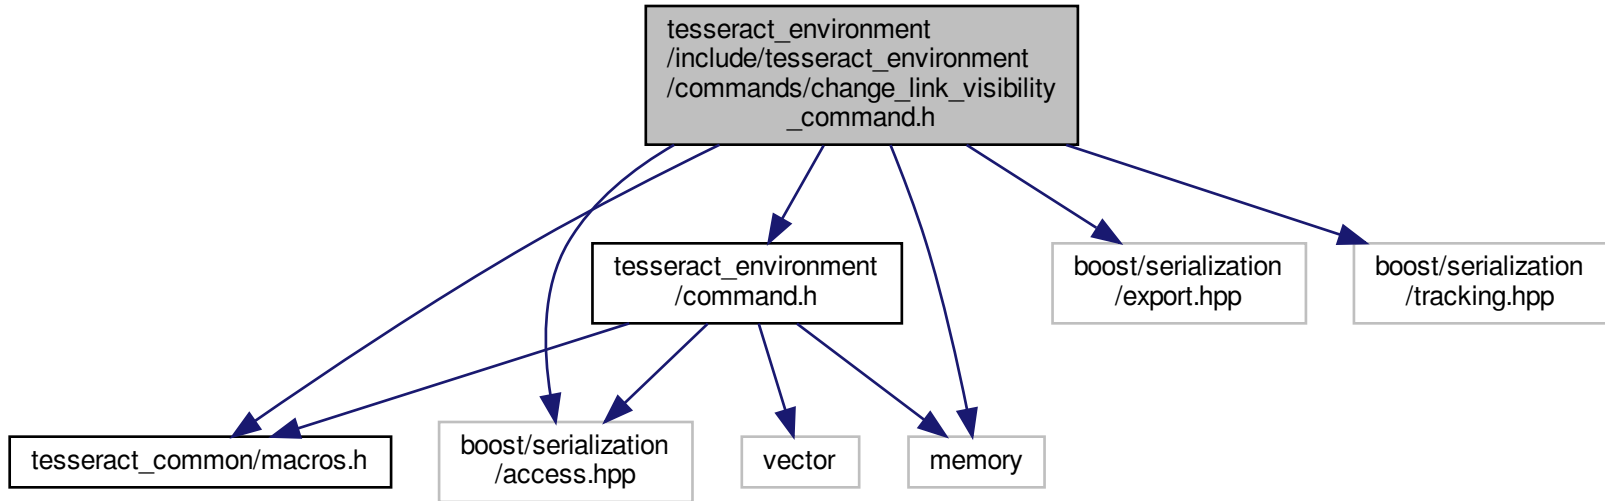 tesseract_environment
/include/tesseract_environment
/commands/change_link_visibility
_command.h
tesseract_environment
/command.h
boost/serialization
/export.hpp
boost/serialization
/tracking.hpp
tesseract_common/macros.h
boost/serialization
/access.hpp
vector
memory